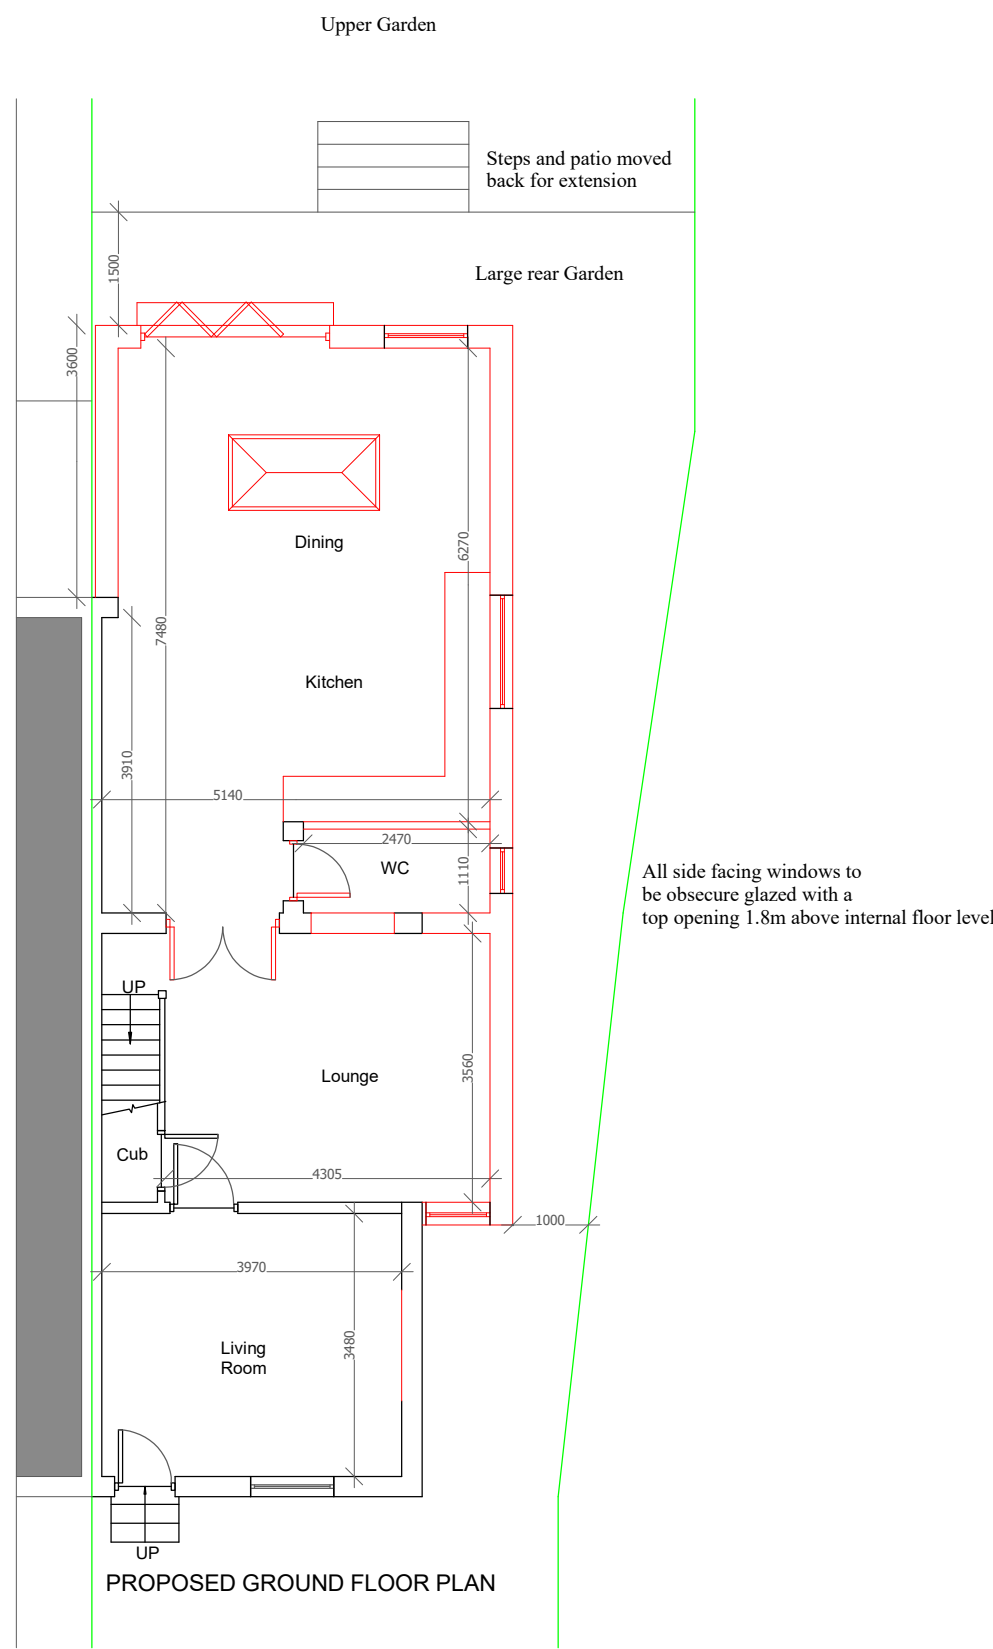 Upper Garden
Steps and patio moved
back for extension
1500
Large rear Garden
3600
Dining
6270
7480
Kitchen
3910
5140
2470
WC
1110
All side facing windows to
be obsecure glazed with a
top opening 1.8m above internal floor level
UP
Lounge
3560
Cub
4305
1000
3970
Living
Room
3480
UP
PROPOSED GROUND FLOOR PLAN